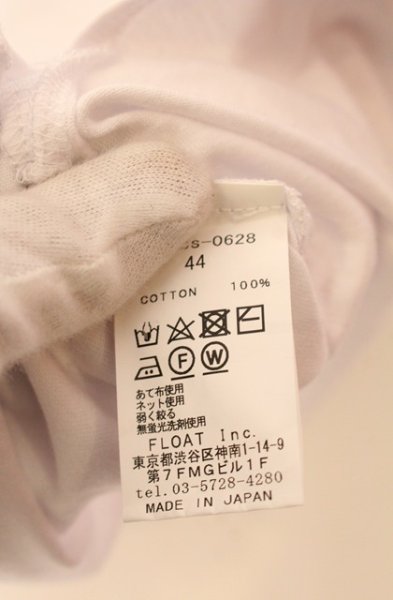 s-0628
44
COTTON 100%
F W
あて布使用
ネット使用
弱く絞る
無蛍光洗剤使用
FLOAT Inc.
東京都渋谷区神南1-14-9
第7FMGビル1F
tel.03-5728-4280
MADE IN JAPAN